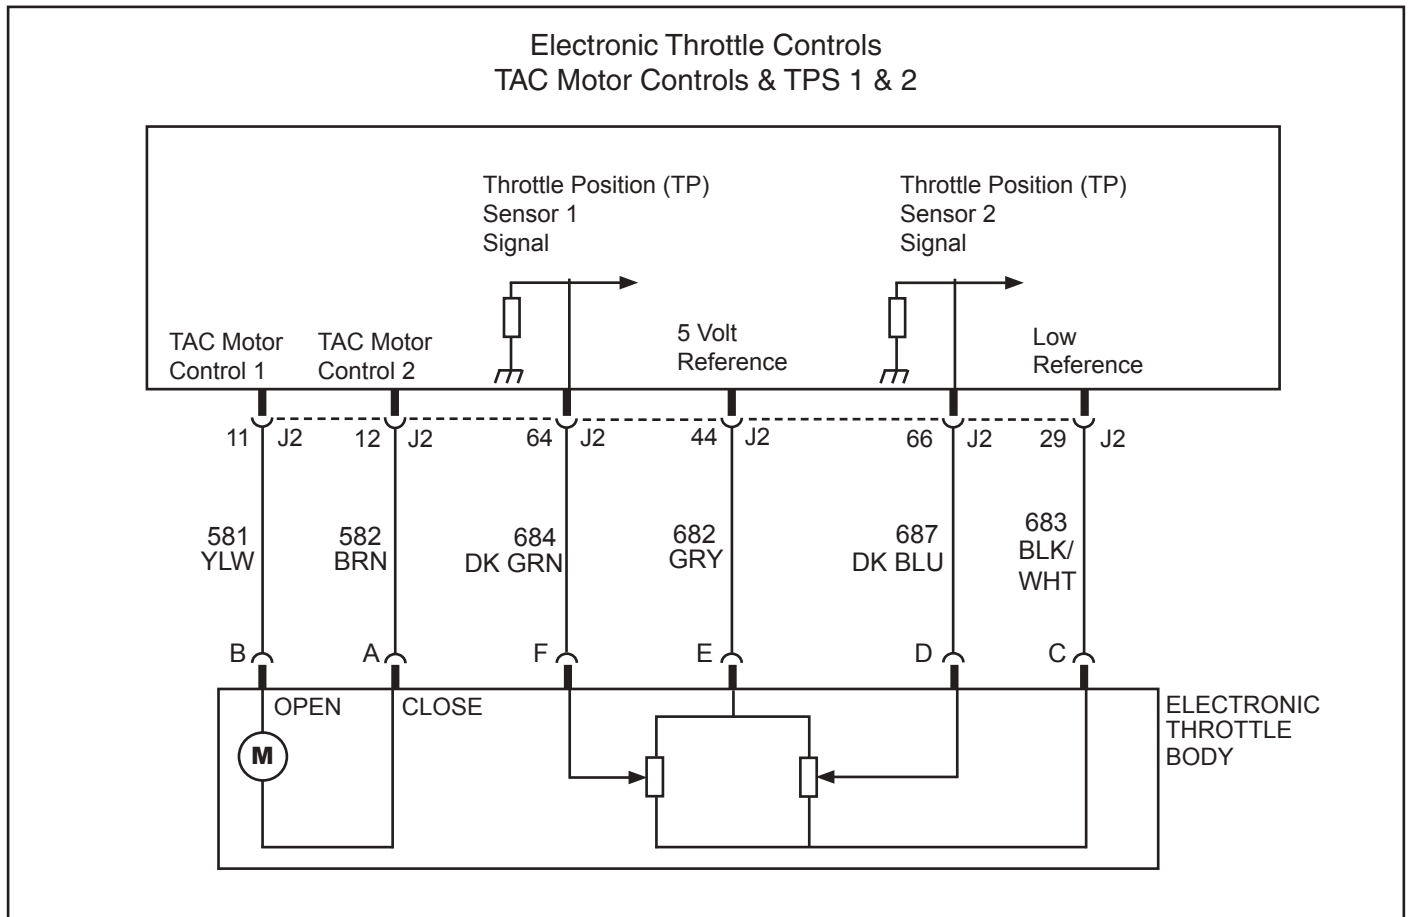 Electronic Throttle Controls
TAC Motor Controls & TPS 1 & 2
Throttle Position (TP)
Sensor 1
Signal
Throttle Position (TP)
Sensor 2
Signal
TAC Motor
Control 1
TAC Motor
Control 2
5 Volt
Reference
Low
Reference
11 J2
12 J2
64 J2
44 J2
66 J2
29 J2
581
YLW
582
BRN
684
DK GRN
682
GRY
687
DK BLU
683
BLK/
WHT
B
A
F
E
D
C
OPEN
CLOSE
M
ELECTRONIC
THROTTLE
BODY